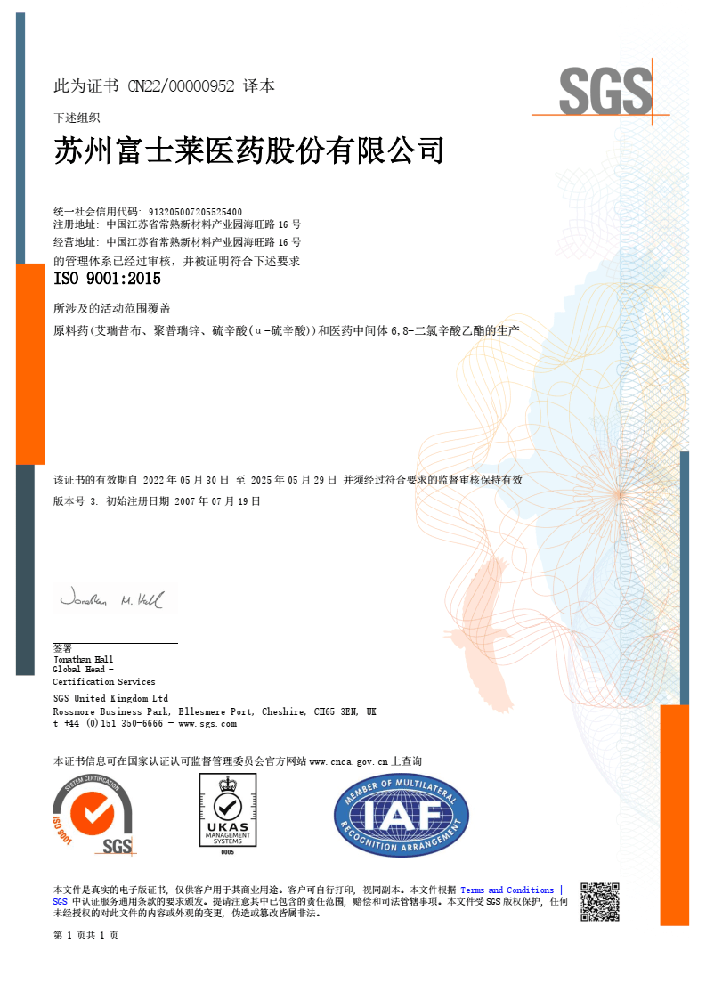 此为证书 CN22/00000952 译本
SGS
下述组织
苏州富士莱医药股份有限公司
统一社会信用代码: 913205007205525400
注册地址: 中国江苏省常熟新材料产业园海旺路 16 号
经营地址: 中国江苏省常熟新材料产业园海旺路 16 号
的管理体系已经过审核, 并被证明符合下述要求
ISO 9001:2015
所涉及的活动范围覆盖
原料药(艾瑞昔布、聚普瑞锌、硫辛酸(α-硫辛酸))和医药中间体 6,8-二氯辛酸乙酯的生产
该证书的有效期自 2022 年 05 月 30 日 至 2025 年 05 月 29 日 并须经过符合要求的监督审核保持有效
版本号 3. 初始注册日期 2007 年 07 月 19 日
Jonathan M. Hall
签署
Jonathan Hall
Global Head -
Certification Services
SGS United Kingdom Ltd
Rossmore Business Park, Ellesmere Port, Cheshire, CH65 3EN, UK
t +44 (0)151 350-6666 - www.sgs.com
本证书信息可在国家认证认可监督管理委员会官方网站 www.cnca.gov.cn 上查询
SYSTEM CERTIFICATION
ISO 9001
SGS
UKAS
MANAGEMENT
SYSTEMS
0005
MEMBER OF MULTILATERAL
IAF
RECOGNITION ARRANGEMENT
本文件是真实的电子版证书, 仅供客户用于其商业用途。客户可自行打印, 视同副本。本文件根据 Terms and Conditions |
SGS 中认证服务通用条款的要求颁发。提请注意其中已包含的责任范围, 赔偿和司法管辖事项。本文件受 SGS 版权保护, 任何
未经授权的对此文件的内容或外观的变更, 伪造或篡改皆属非法。
第 1 页共 1 页